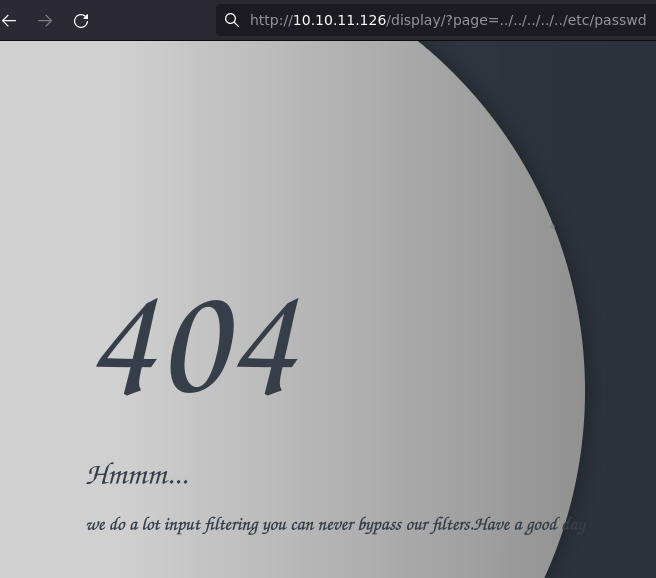 http://10.10.11.126/display/?page=../../../../../etc/passwd
404
Hmmm...
we do a lot input filtering you can never bypass our filters.Have a good day